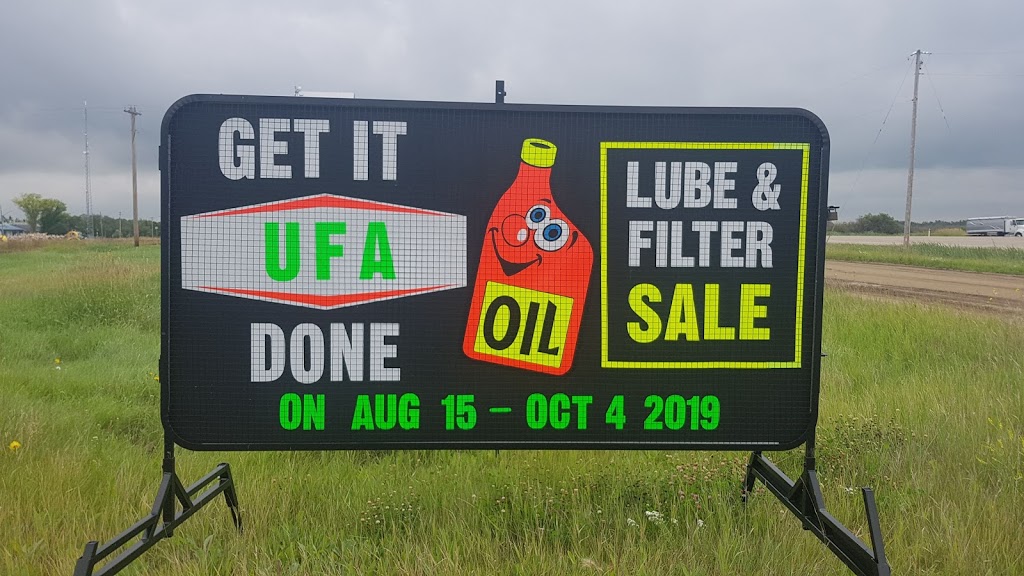 GET IT
UFA
DONE
OIL
LUBE &
FILTER
SALE
ON AUG 15 - OCT 4 2019